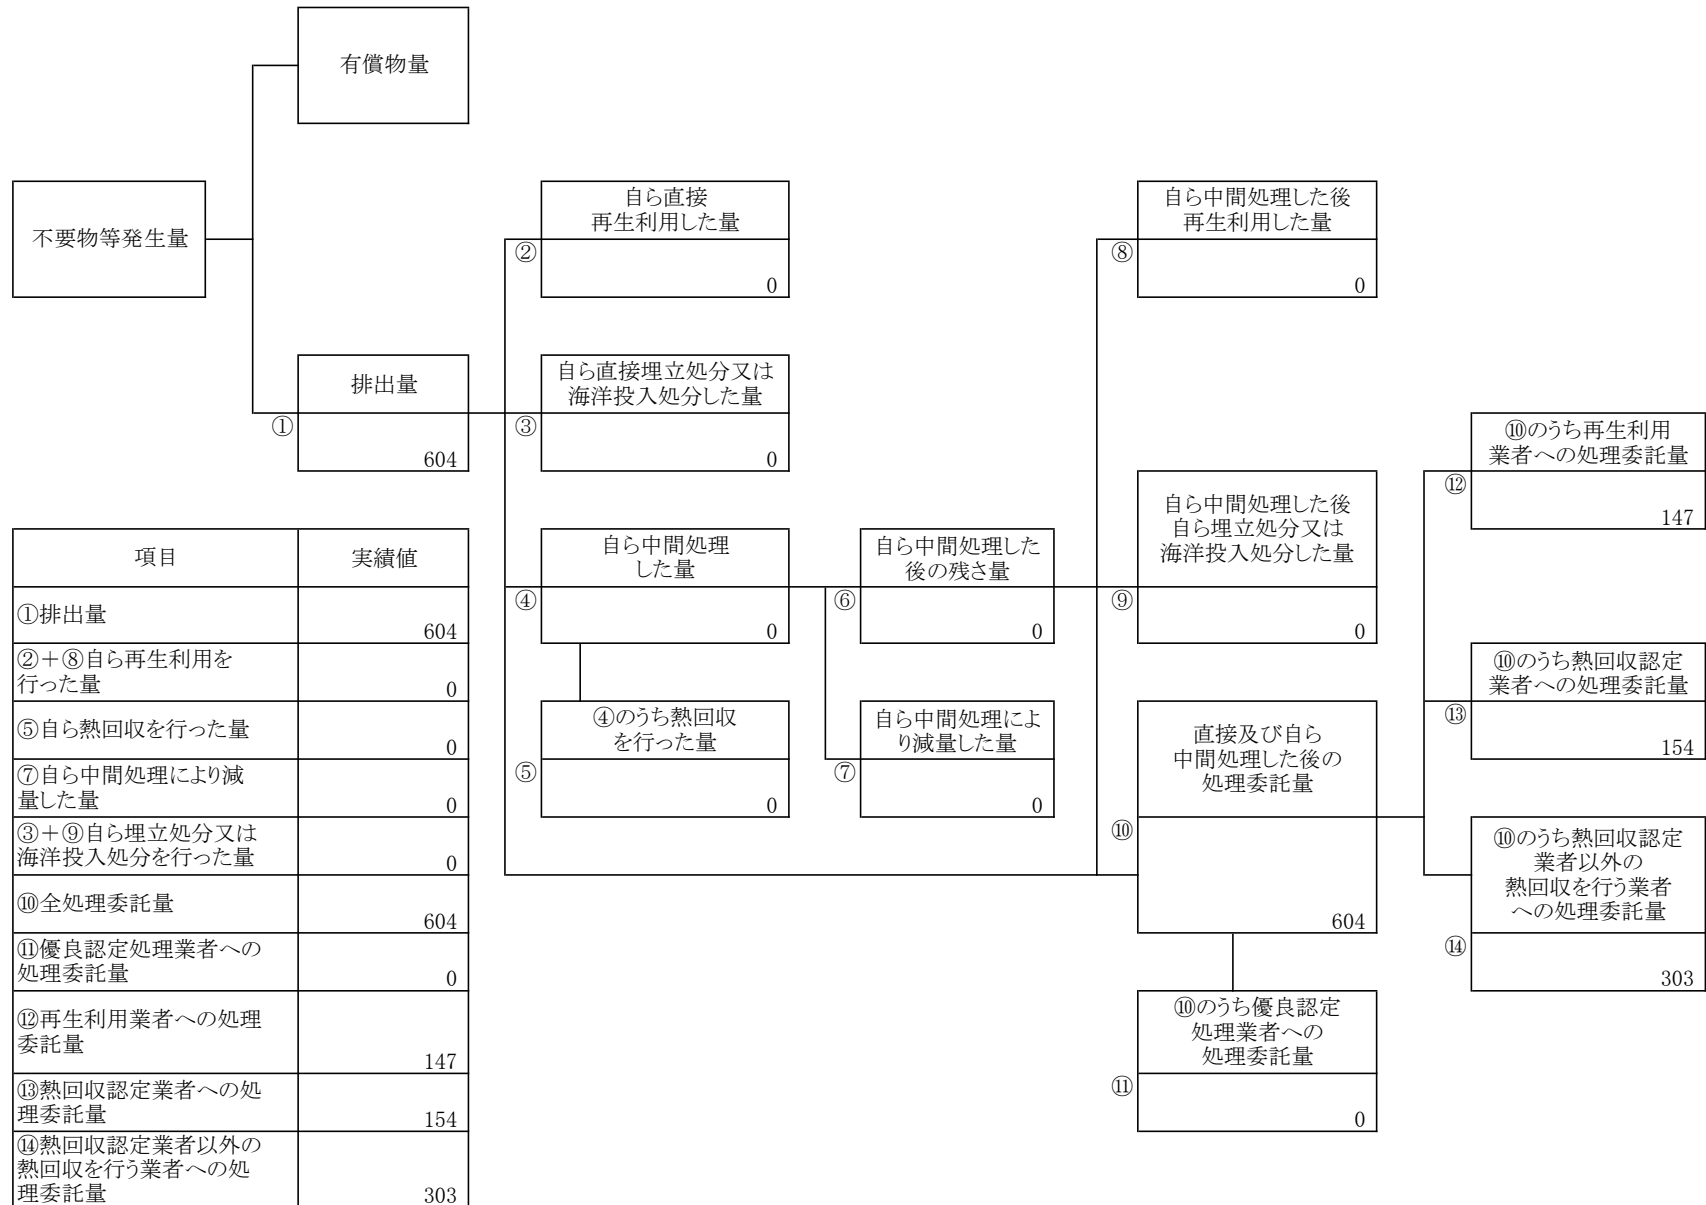 有償物量
不要物等発生量
自ら直接
再生利用した量
②
0
自ら中間処理した後
再生利用した量
⑧
0
排出量
①
604
自ら直接埋立処分又は
海洋投入処分した量
③
0
⑩のうち再生利用
業者への処理委託量
⑫
147
自ら中間処理
した量
④
0
自ら中間処理した
後の残さ量
⑥
0
自ら中間処理した後
自ら埋立処分又は
海洋投入処分した量
⑨
0
⑩のうち熱回収認定
業者への処理委託量
⑬
154
④のうち熱回収
を行った量
⑤
0
自ら中間処理によ
り減量した量
⑦
0
直接及び自ら
中間処理した後の
処理委託量
⑩
604
⑩のうち熱回収認定
業者以外の
熱回収を行う業者
への処理委託量
⑭
303
⑩のうち優良認定
処理業者への
処理委託量
⑪
0
項目 実績値
①排出量
604
②＋⑧自ら再生利用を
行った量
0
⑤自ら熱回収を行った量
0
⑦自ら中間処理により減
量した量
0
③＋⑨自ら埋立処分又は
海洋投入処分を行った量
0
⑩全処理委託量
604
⑪優良認定処理業者への
処理委託量
0
⑫再生利用業者への処理
委託量
147
⑬熱回収認定業者への処
理委託量
154
⑭熱回収認定業者以外の
熱回収を行う業者への処
理委託量
303